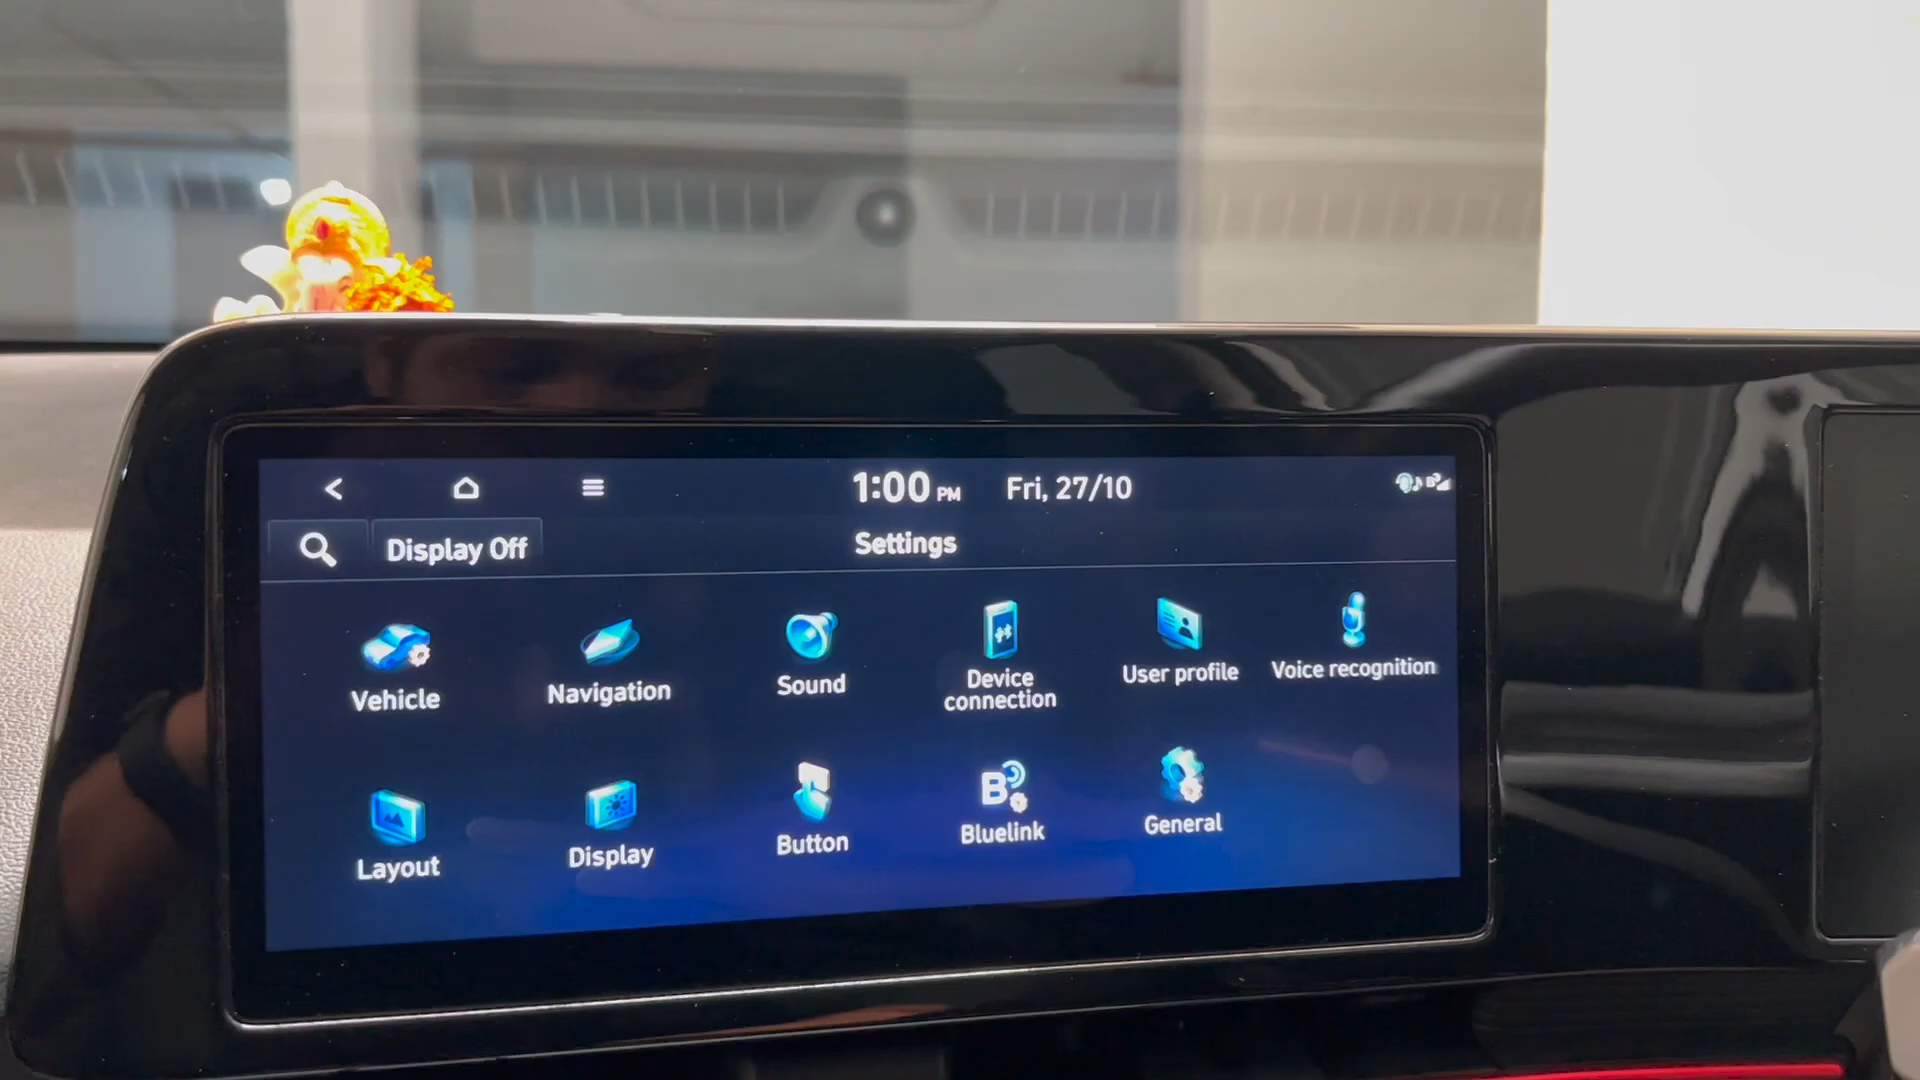 1:00 PM Fri, 27/10
Display Off
Settings
Vehicle
Navigation
Sound
Device
connection
User profile
Voice recognition
Layout
Display
Button
B
Bluelink
General